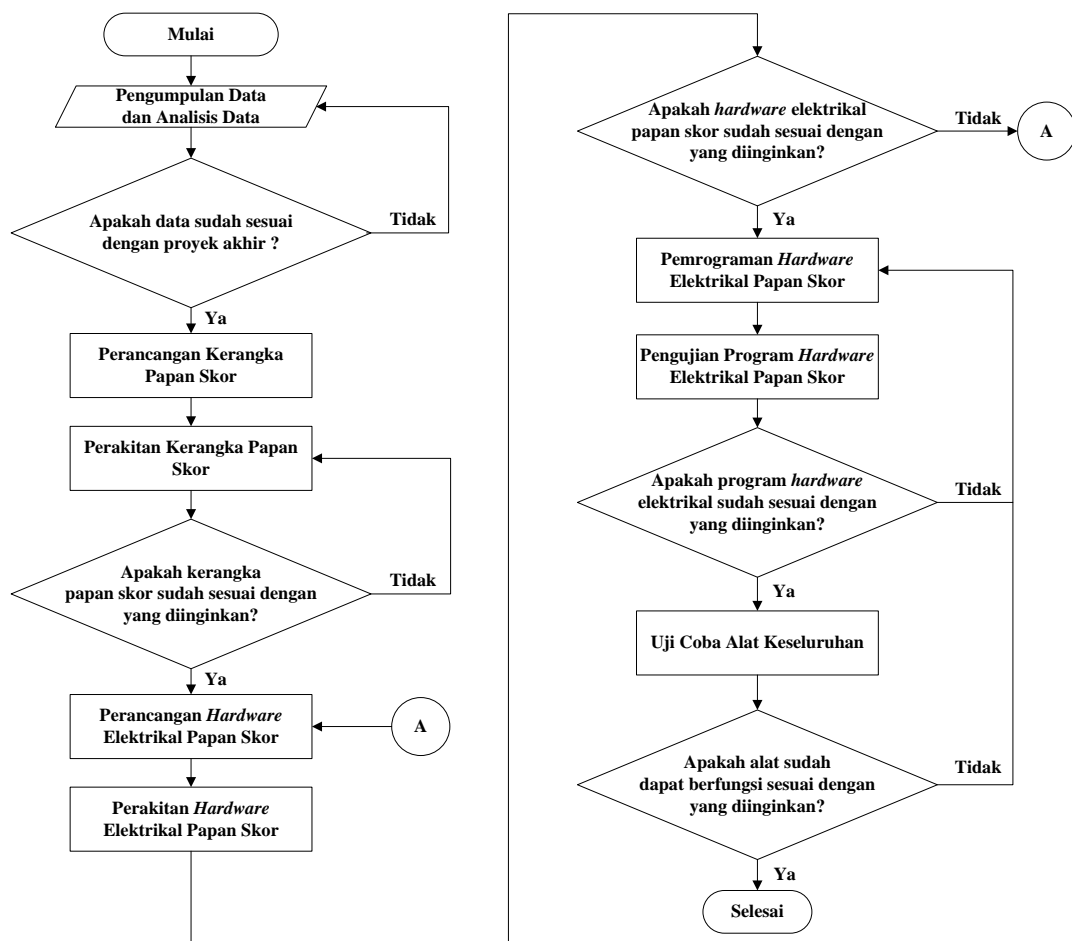 Mulai
Pengumpulan Data
dan Analisis Data
Apakah data sudah sesuai
dengan proyek akhir ?
Tidak
Ya
Perancangan Kerangka
Papan Skor
Perakitan Kerangka Papan
Skor
Apakah kerangka
papan skor sudah sesuai dengan
yang diinginkan?
Tidak
Ya
Perancangan Hardware
Elektrikal Papan Skor
A
Perakitan Hardware
Elektrikal Papan Skor
Apakah hardware elektrikal
papan skor sudah sesuai dengan
yang diinginkan?
Tidak
A
Ya
Pemrograman Hardware
Elektrikal Papan Skor
Pengujian Program Hardware
Elektrikal Papan Skor
Apakah program hardware
elektrikal sudah sesuai dengan
yang diinginkan?
Tidak
Ya
Uji Coba Alat Keseluruhan
Apakah alat sudah
dapat berfungsi sesuai dengan
yang diinginkan?
Tidak
Ya
Selesai